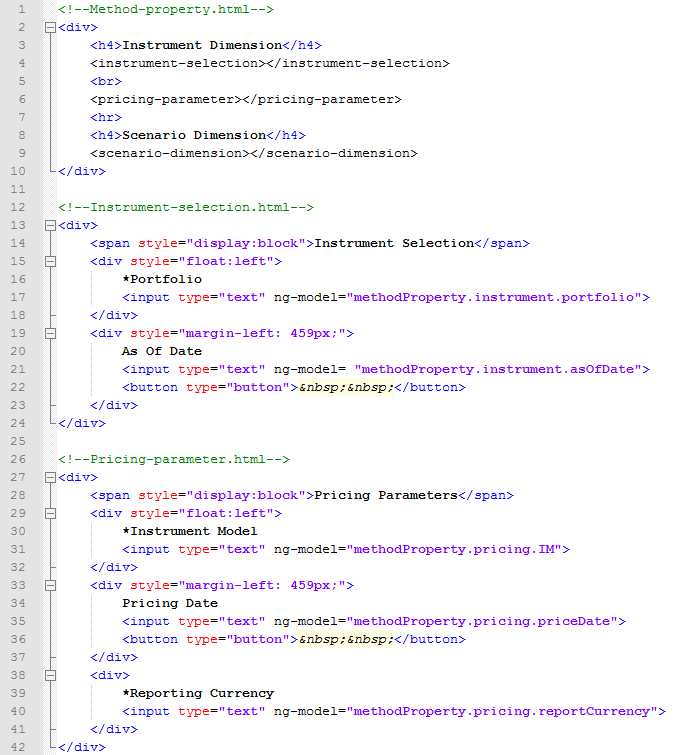 1 <!--Method-property.html-->
2 <div>
3 <h4>Instrument Dimension</h4>
4 <instrument-selection></instrument-selection>
5 <br>
6 <pricing-parameter></pricing-parameter>
7 <hr>
8 <h4>Scenario Dimension</h4>
9 <scenario-dimension></scenario-dimension>
10 </div>
11
12 <!--Instrument-selection.html-->
13 <div>
14 <span style="display:block">Instrument Selection</span>
15 <div style="float:left">
16 *Portfolio
17 <input type="text" ng-model="methodProperty.instrument.portfolio">
18 </div>
19 <div style="margin-left: 459px;">
20 As Of Date
21 <input type="text" ng-model= "methodProperty.instrument.asOfDate">
22 <button type="button">&nbsp;&nbsp;</button>
23 </div>
24 </div>
25
26 <!--Pricing-parameter.html-->
27 <div>
28 <span style="display:block">Pricing Parameters</span>
29 <div style="float:left">
30 *Instrument Model
31 <input type="text" ng-model="methodProperty.pricing.IM">
32 </div>
33 <div style="margin-left: 459px;">
34 Pricing Date
35 <input type="text" ng-model="methodProperty.pricing.priceDate">
36 <button type="button">&nbsp;&nbsp;</button>
37 </div>
38 <div>
39 *Reporting Currency
40 <input type="text" ng-model="methodProperty.pricing.reportCurrency">
41 </div>
42 </div>